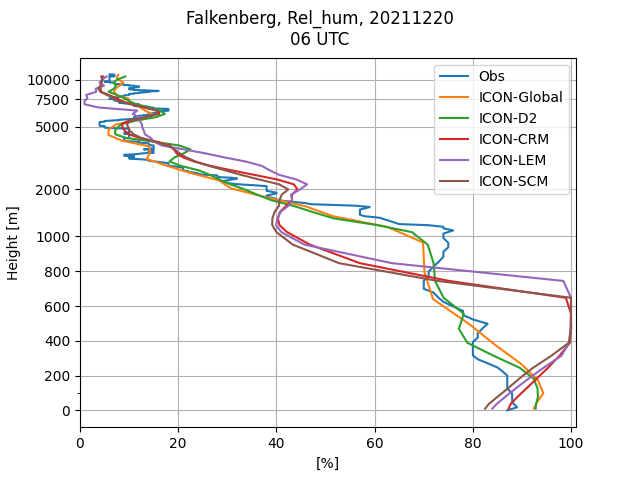 Falkenberg, Rel_hum, 20211220
06 UTC
Obs
ICON-Global
ICON-D2
ICON-CRM
ICON-LEM
ICON-SCM
Height [m]
10000
7500
5000
2000
1000
800
600
400
200
0
0 20 40 60 80 100
[%]